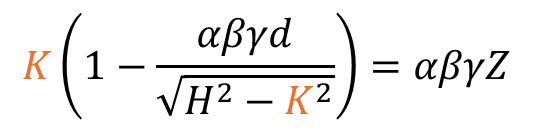 K (1 − αβγd / √(H² − K²)) = αβγZ